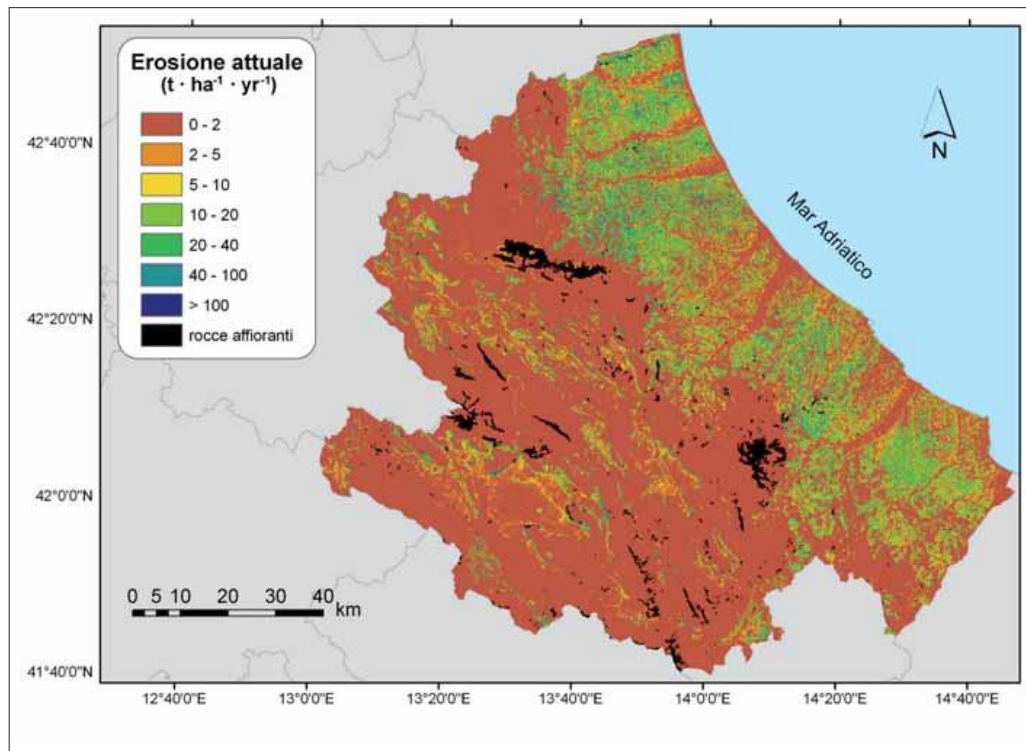 Erosione attuale
(t · ha⁻¹ · yr⁻¹)
0 - 2
2 - 5
5 - 10
10 - 20
20 - 40
40 - 100
> 100
rocce affioranti
N
Mar Adriatico
42°40'0"N
42°20'0"N
42°0'0"N
41°40'0"N
0 5 10 20 30 40
km
12°40'0"E
13°0'0"E
13°20'0"E
13°40'0"E
14°0'0"E
14°20'0"E
14°40'0"E